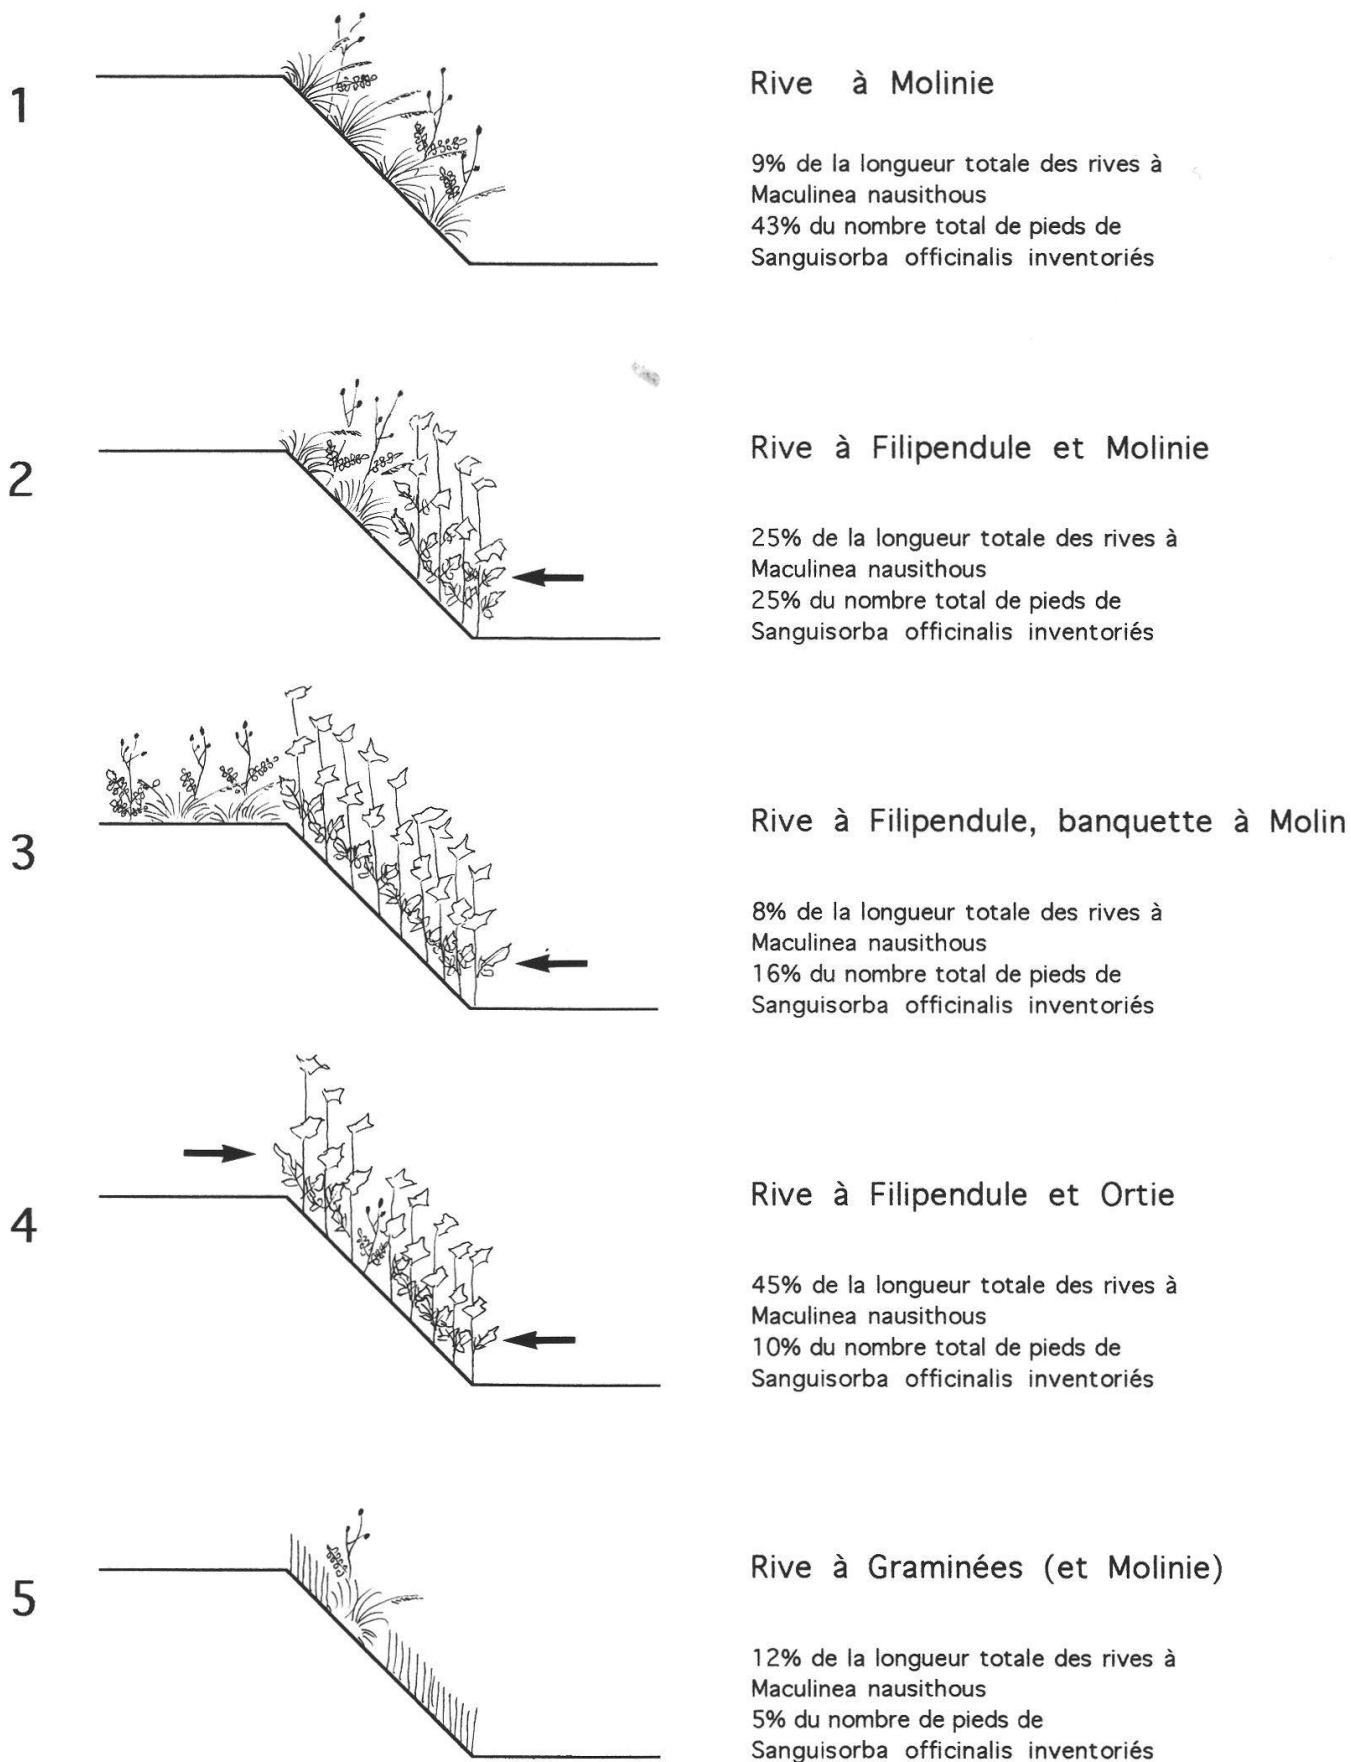 1
Rive à Molinie
9% de la longueur totale des rives à
Maculinea nausithous
43% du nombre total de pieds de
Sanguisorba officinalis inventoriés
2
Rive à Filipendule et Molinie
25% de la longueur totale des rives à
Maculinea nausithous
25% du nombre total de pieds de
Sanguisorba officinalis inventoriés
3
Rive à Filipendule, banquette à Molin
8% de la longueur totale des rives à
Maculinea nausithous
16% du nombre total de pieds de
Sanguisorba officinalis inventoriés
4
Rive à Filipendule et Ortie
45% de la longueur totale des rives à
Maculinea nausithous
10% du nombre total de pieds de
Sanguisorba officinalis inventoriés
5
Rive à Graminées (et Molinie)
12% de la longueur totale des rives à
Maculinea nausithous
5% du nombre de pieds de
Sanguisorba officinalis inventoriés